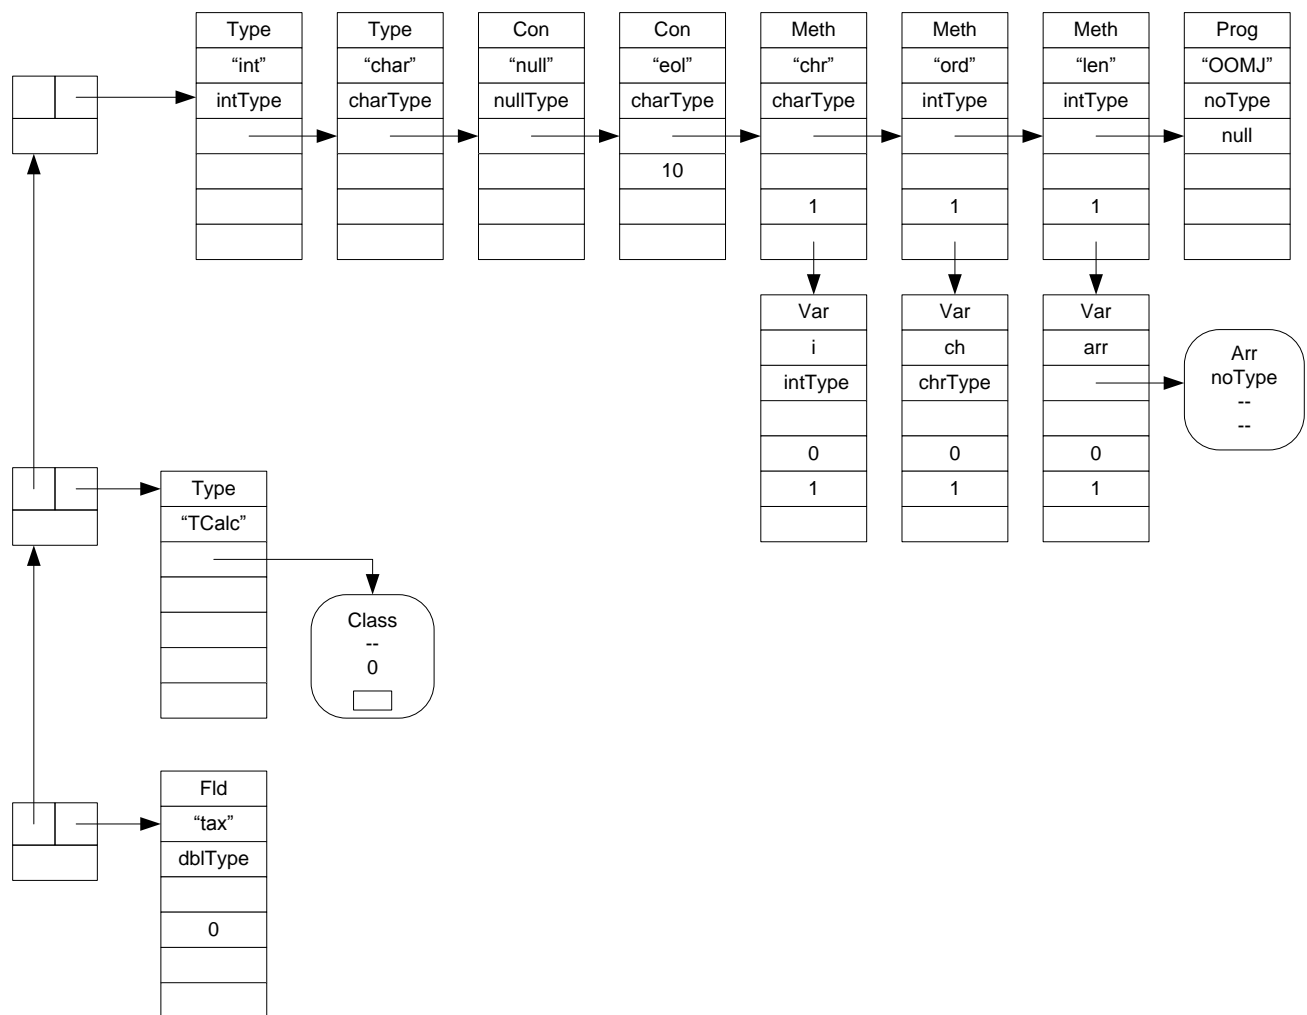 Type
Type
Con
Con
Meth
Meth
Meth
Prog
“int”
“char”
“null”
“eol”
“chr”
“ord”
“len”
“OOMJ”
intType
charType
nullType
charType
charType
intType
intType
noType
null
10
1
1
1
Var
Var
Var
i
ch
arr
intType
chrType
0
0
0
1
1
1
Arr
noType
--
--
Type
“TCalc”
Class
--
0
Fld
“tax”
dblType
0